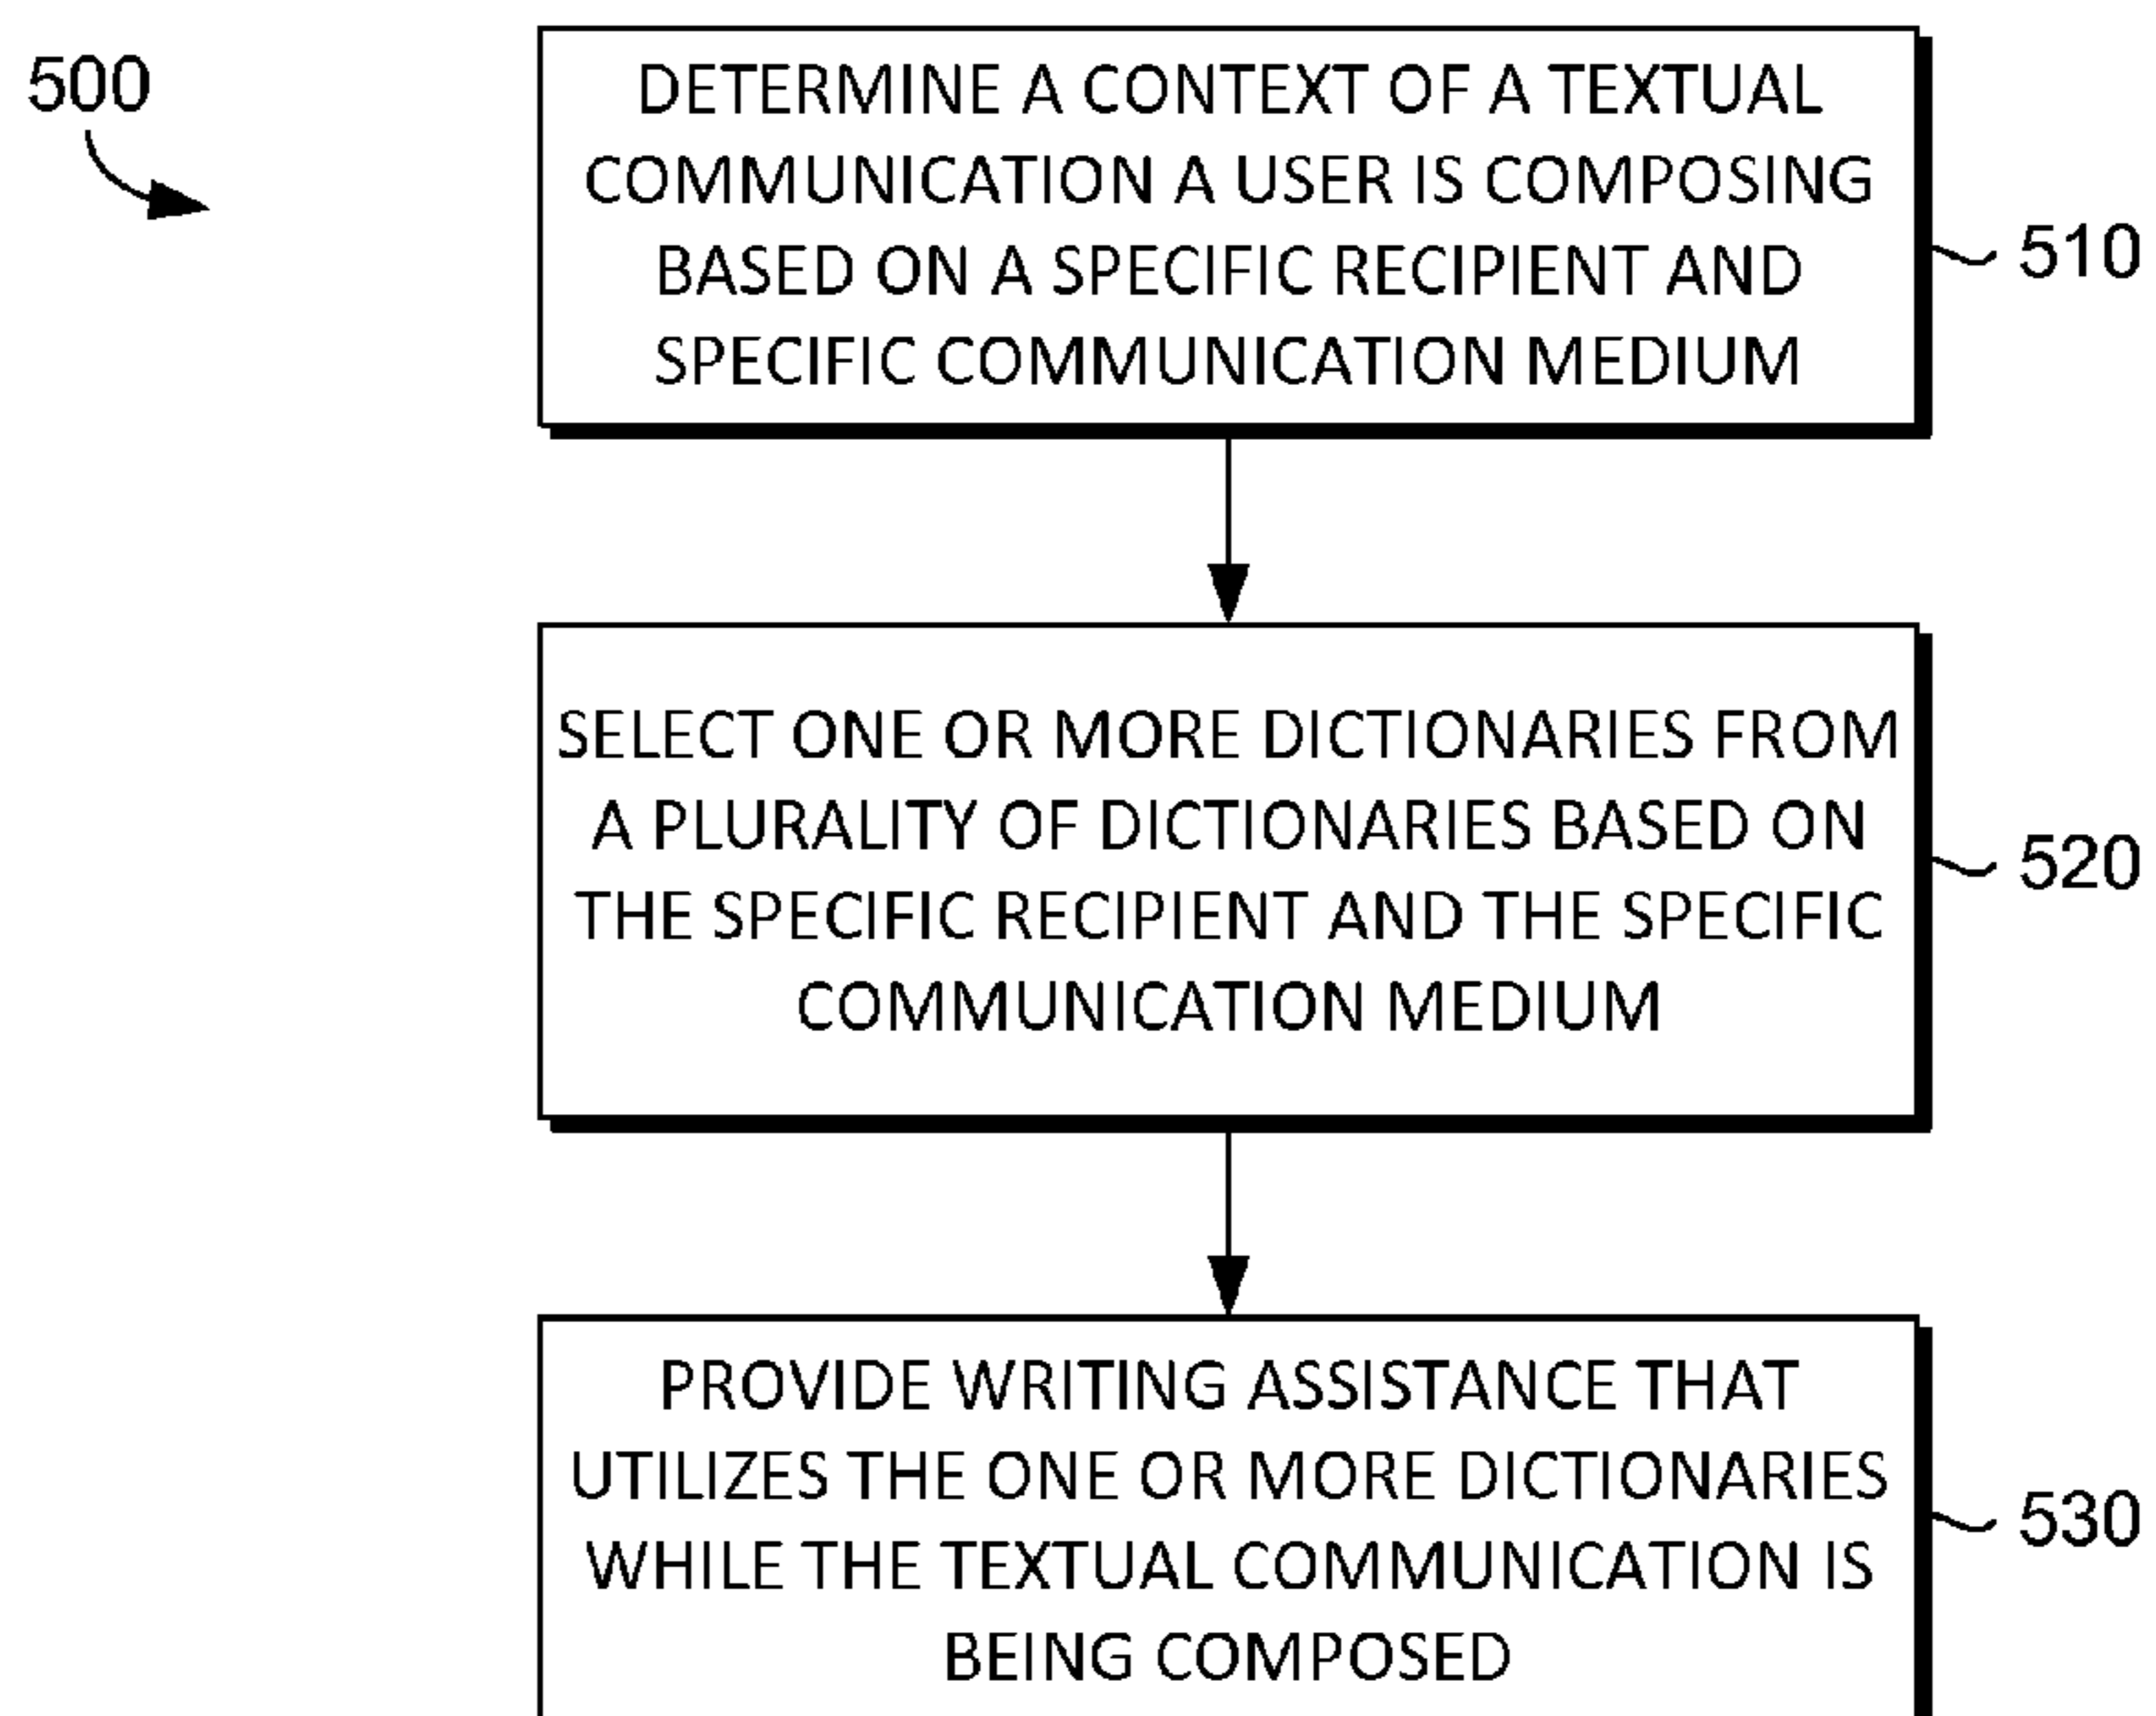 500
DETERMINE A CONTEXT OF A TEXTUAL
COMMUNICATION A USER IS COMPOSING
BASED ON A SPECIFIC RECIPIENT AND
SPECIFIC COMMUNICATION MEDIUM
510
SELECT ONE OR MORE DICTIONARIES FROM
A PLURALITY OF DICTIONARIES BASED ON
THE SPECIFIC RECIPIENT AND THE SPECIFIC
COMMUNICATION MEDIUM
520
PROVIDE WRITING ASSISTANCE THAT
UTILIZES THE ONE OR MORE DICTIONARIES
WHILE THE TEXTUAL COMMUNICATION IS
BEING COMPOSED
530